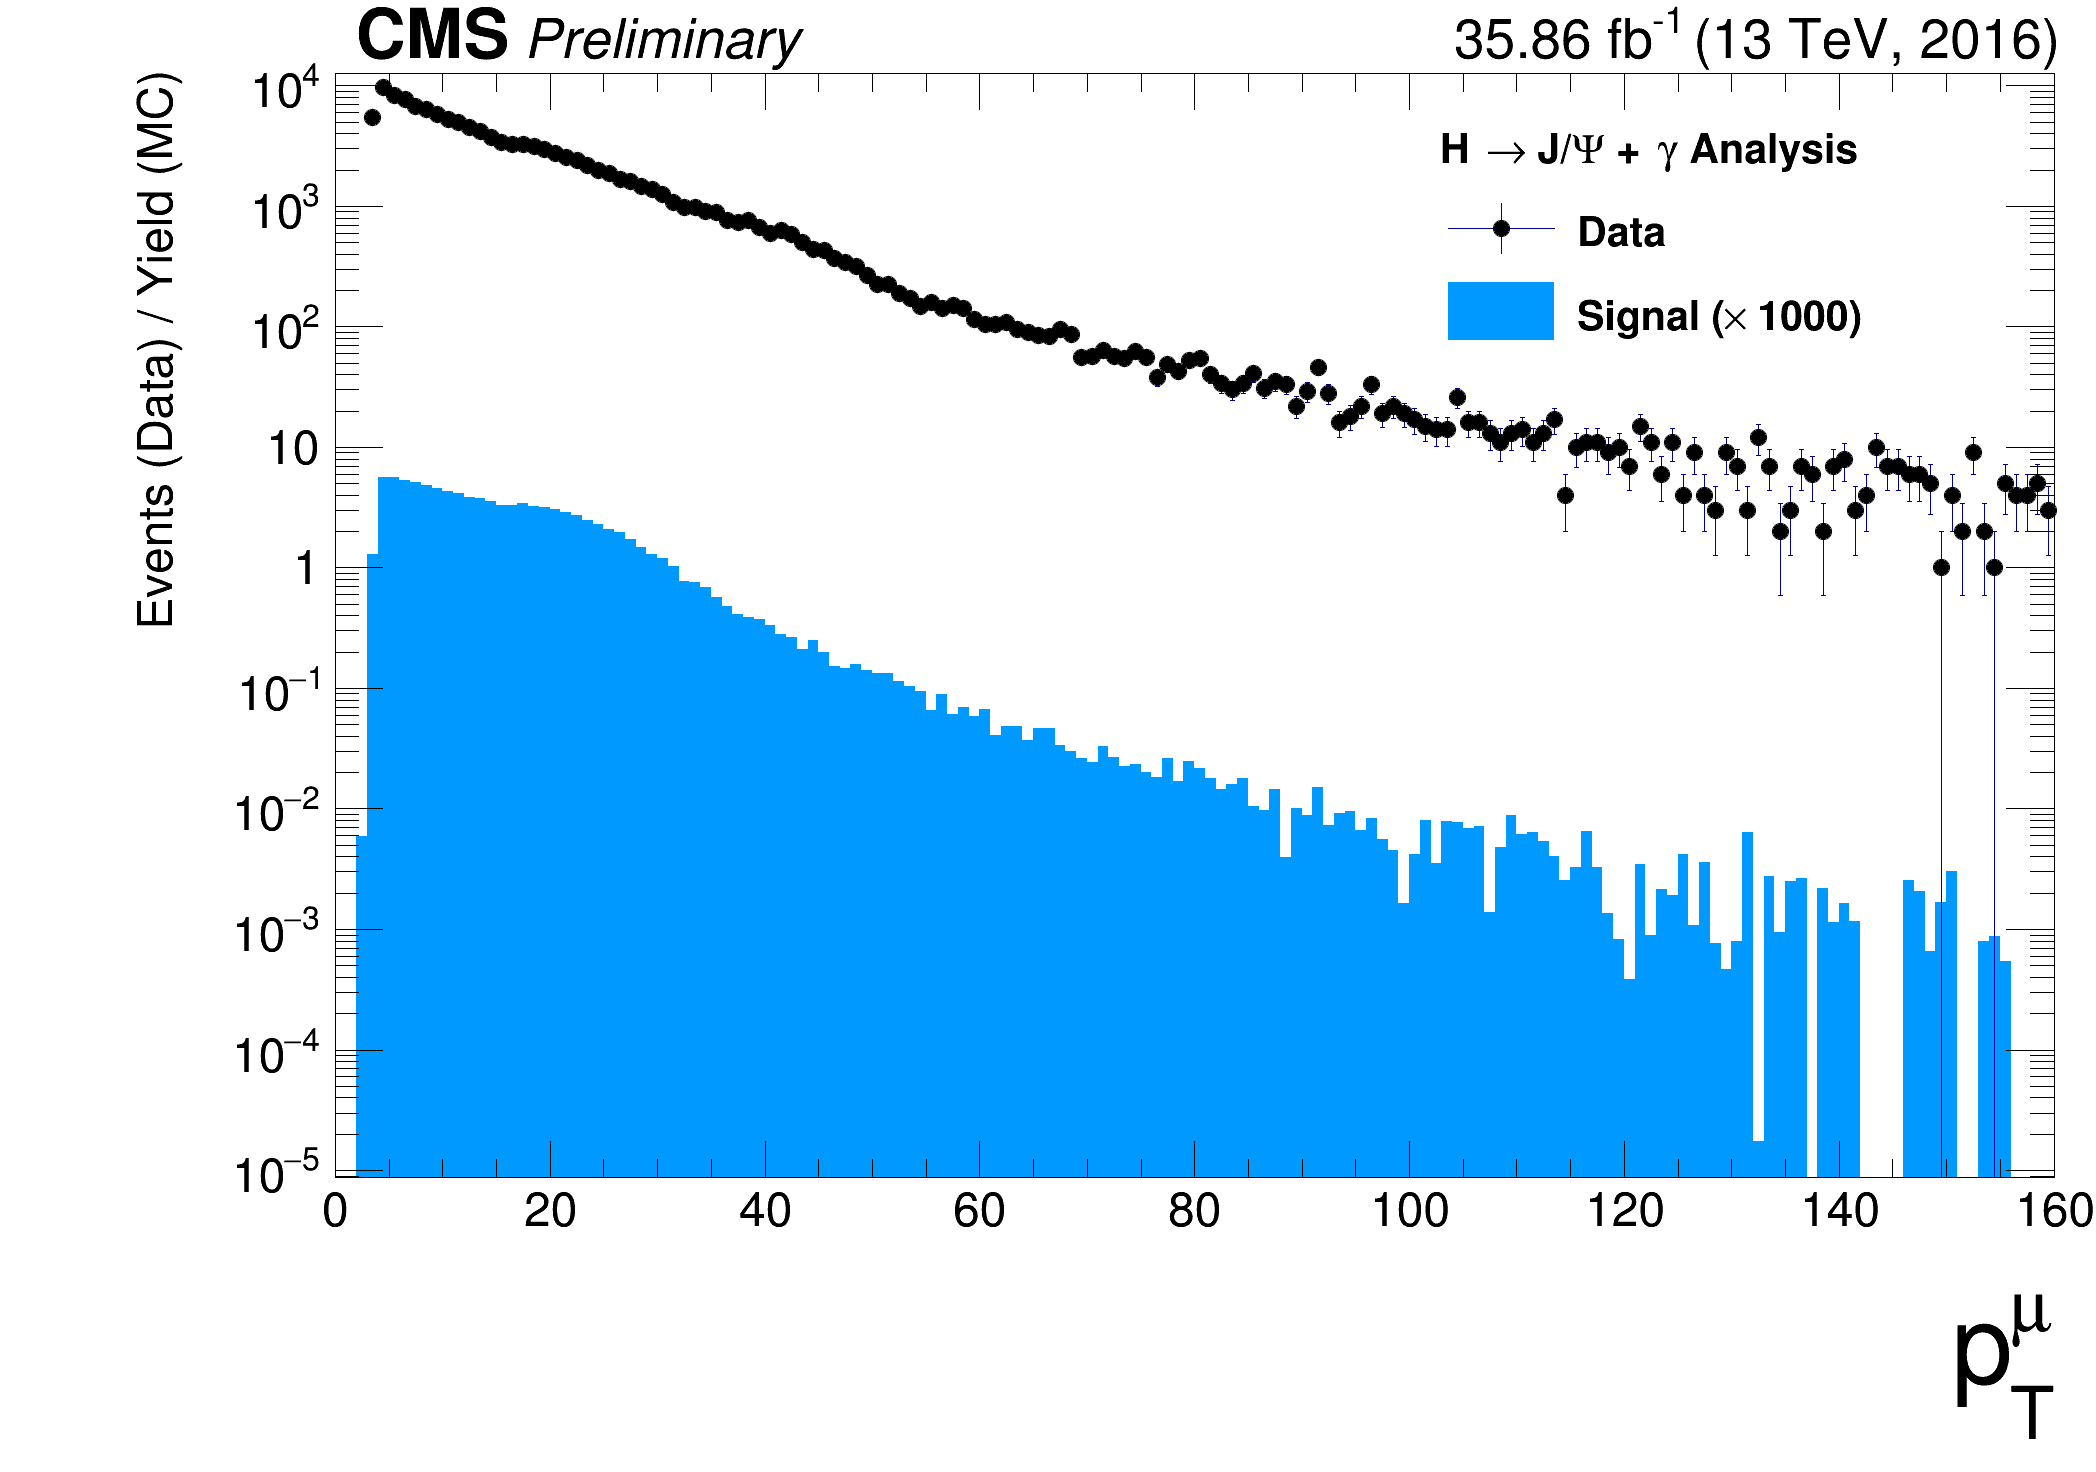 CMS Preliminary 35.86 fb⁻¹ (13 TeV, 2016)
Events (Data) / Yield (MC)
10⁴
10³
10²
10
1
10⁻¹
10⁻²
10⁻³
10⁻⁴
10⁻⁵
H → J/Ψ + γ Analysis
Data
Signal (× 1000)
0 20 40 60 80 100 120 140 160
p_T^μ